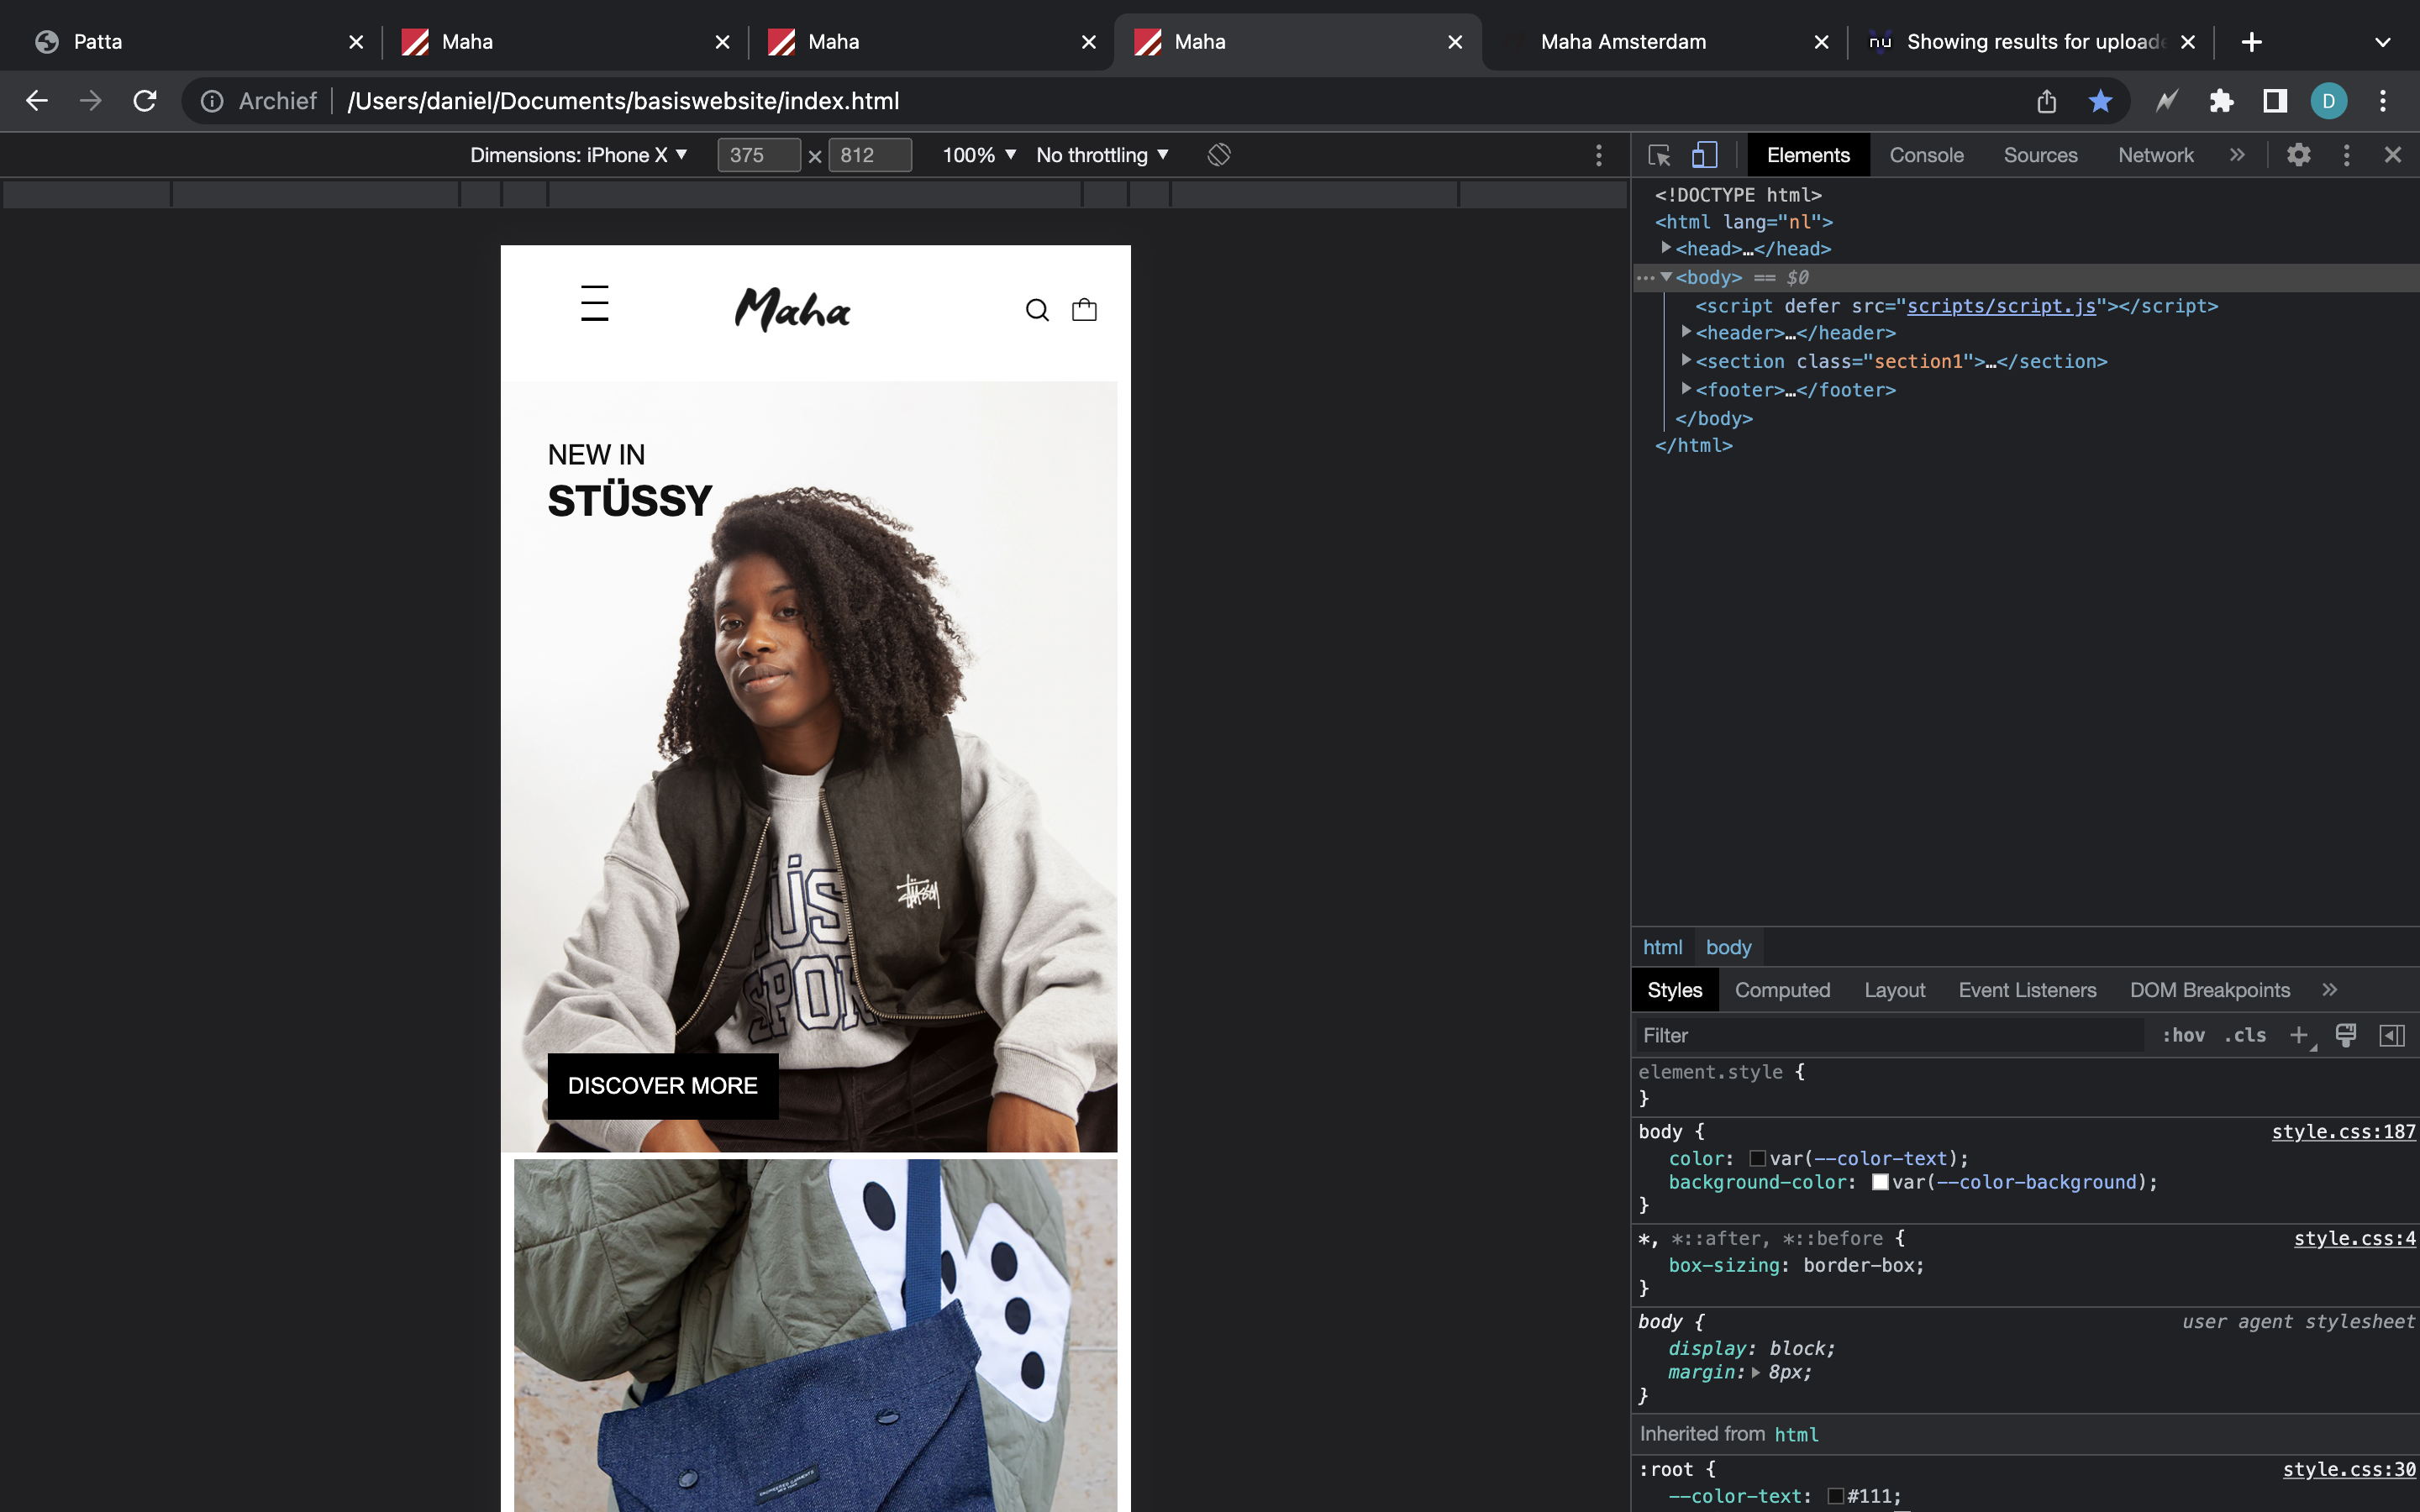 Patta
Maha
Maha
Maha
Maha Amsterdam
nu Showing results for uploade
Archief /Users/daniel/Documents/basiswebsite/index.html
D
Dimensions: iPhone X ▼ 375 × 812 100% ▼ No throttling ▼
Elements Console Sources Network »
Maha
NEW IN
STÜSSY
ÜS
SPOR
stüssy
DISCOVER MORE
<!DOCTYPE html>
<html lang="nl">
<head>…</head>
<body> == $0
<script defer src="scripts/script.js"></script>
<header>…</header>
<section class="section1">…</section>
<footer>…</footer>
</body>
</html>
html body
Styles Computed Layout Event Listeners DOM Breakpoints »
Filter :hov .cls +
element.style {
}
body { style.css:187
color: var(--color-text);
background-color: var(--color-background);
}
*, *::after, *::before { style.css:4
box-sizing: border-box;
}
body { user agent stylesheet
display: block;
margin: 8px;
}
Inherited from html
:root { style.css:30
--color-text: #111;